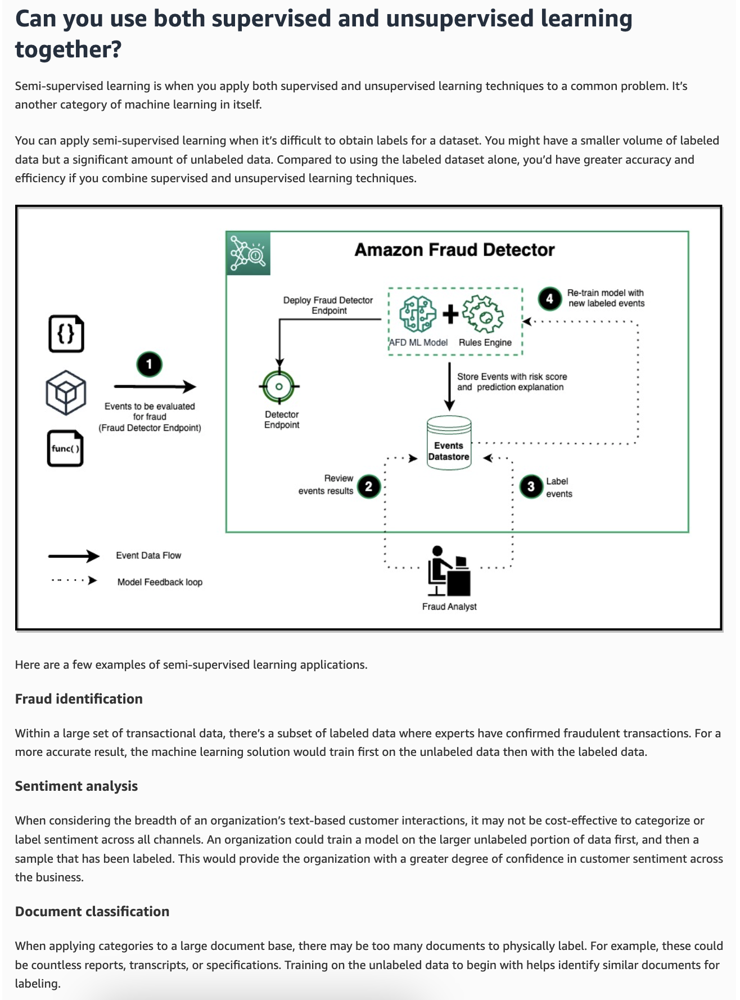 Can you use both supervised and unsupervised learning
together?
Semi-supervised learning is when you apply both supervised and unsupervised learning techniques to a common problem. It’s
another category of machine learning in itself.
You can apply semi-supervised learning when it’s difficult to obtain labels for a dataset. You might have a smaller volume of labeled
data but a significant amount of unlabeled data. Compared to using the labeled dataset alone, you’d have greater accuracy and
efficiency if you combine supervised and unsupervised learning techniques.
Amazon Fraud Detector
Deploy Fraud Detector
Endpoint
4
Re-train model with
new labeled events
{}
+
AFD ML Model
Rules Engine
1
Events to be evaluated
for fraud
(Fraud Detector Endpoint)
Store Events with risk score
and prediction explanation
Detector
Endpoint
func()
Events
Datastore
Review
events results
2
3
Label
events
Event Data Flow
Model Feedback loop
Fraud Analyst
Here are a few examples of semi-supervised learning applications.
Fraud identification
Within a large set of transactional data, there’s a subset of labeled data where experts have confirmed fraudulent transactions. For a
more accurate result, the machine learning solution would train first on the unlabeled data then with the labeled data.
Sentiment analysis
When considering the breadth of an organization’s text-based customer interactions, it may not be cost-effective to categorize or
label sentiment across all channels. An organization could train a model on the larger unlabeled portion of data first, and then a
sample that has been labeled. This would provide the organization with a greater degree of confidence in customer sentiment across
the business.
Document classification
When applying categories to a large document base, there may be too many documents to physically label. For example, these could
be countless reports, transcripts, or specifications. Training on the unlabeled data to begin with helps identify similar documents for
labeling.